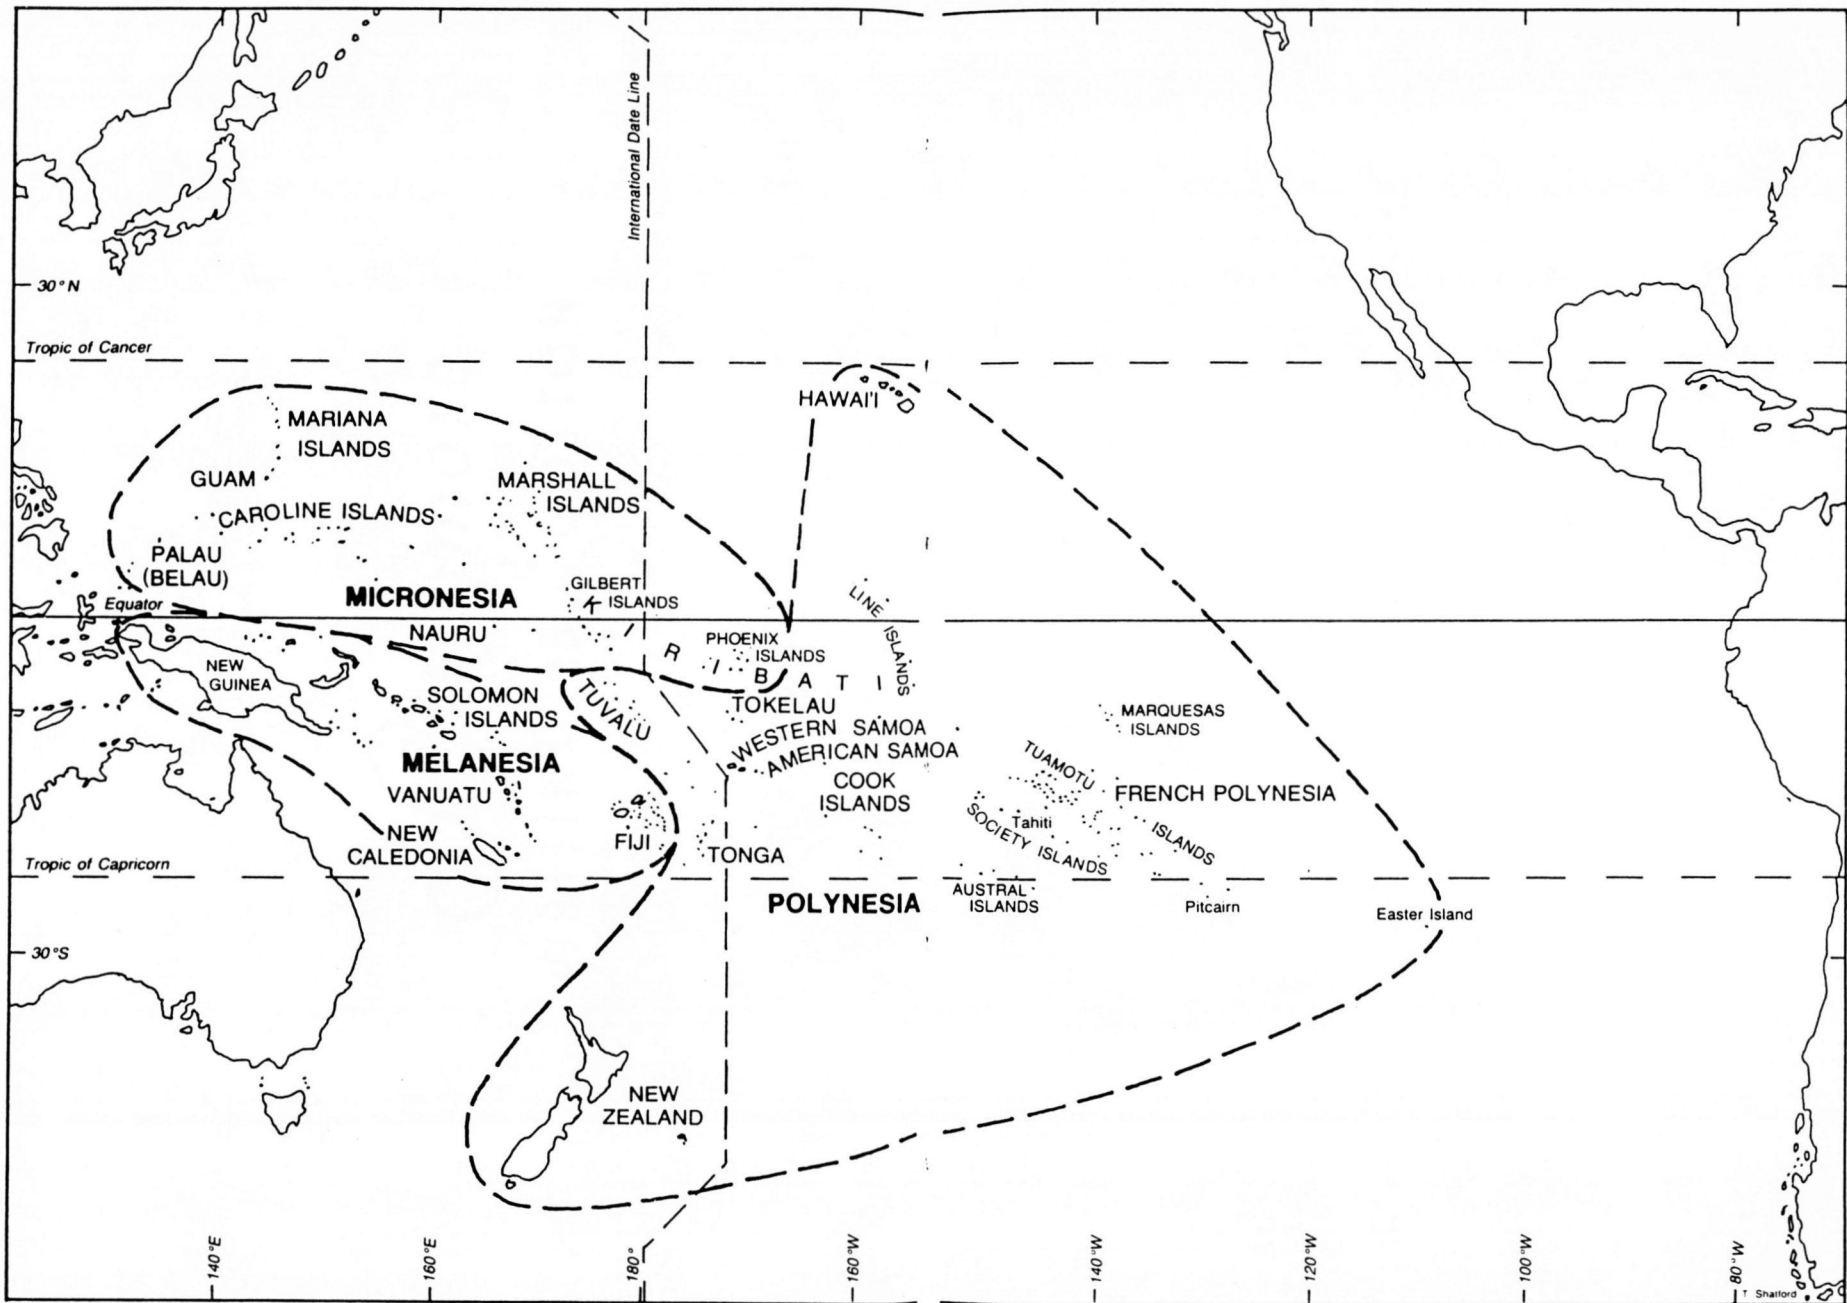 International Date Line
30°N
Tropic of Cancer
HAWAI'I
MARIANA
ISLANDS
GUAM
MARSHALL
ISLANDS
CAROLINE ISLANDS
PALAU
(BELAU)
GILBERT
ISLANDS
MICRONESIA
Equator
LINE ISLANDS
NAURU
KIRIBATI
PHOENIX
ISLANDS
NEW
GUINEA
SOLOMON
ISLANDS
TUVALU
TOKELAU
MARQUESAS
ISLANDS
WESTERN SAMOA
AMERICAN SAMOA
MELANESIA
VANUATU
COOK
ISLANDS
TUAMOTU
ISLANDS
FRENCH POLYNESIA
Tahiti
SOCIETY ISLANDS
NEW
CALEDONIA
FIJI
TONGA
Tropic of Capricorn
POLYNESIA
AUSTRAL
ISLANDS
Pitcairn
Easter Island
30°S
NEW
ZEALAND
140°E
160°E
180°
160°W
140°W
120°W
100°W
80°W
T Shatford